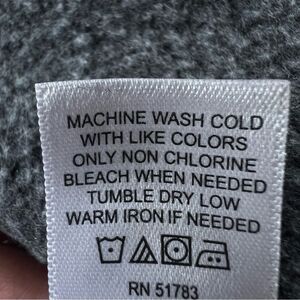 MACHINE WASH COLD
WITH LIKE COLORS
ONLY NON CHLORINE
BLEACH WHEN NEEDED
TUMBLE DRY LOW
WARM IRON IF NEEDED
RN 51783